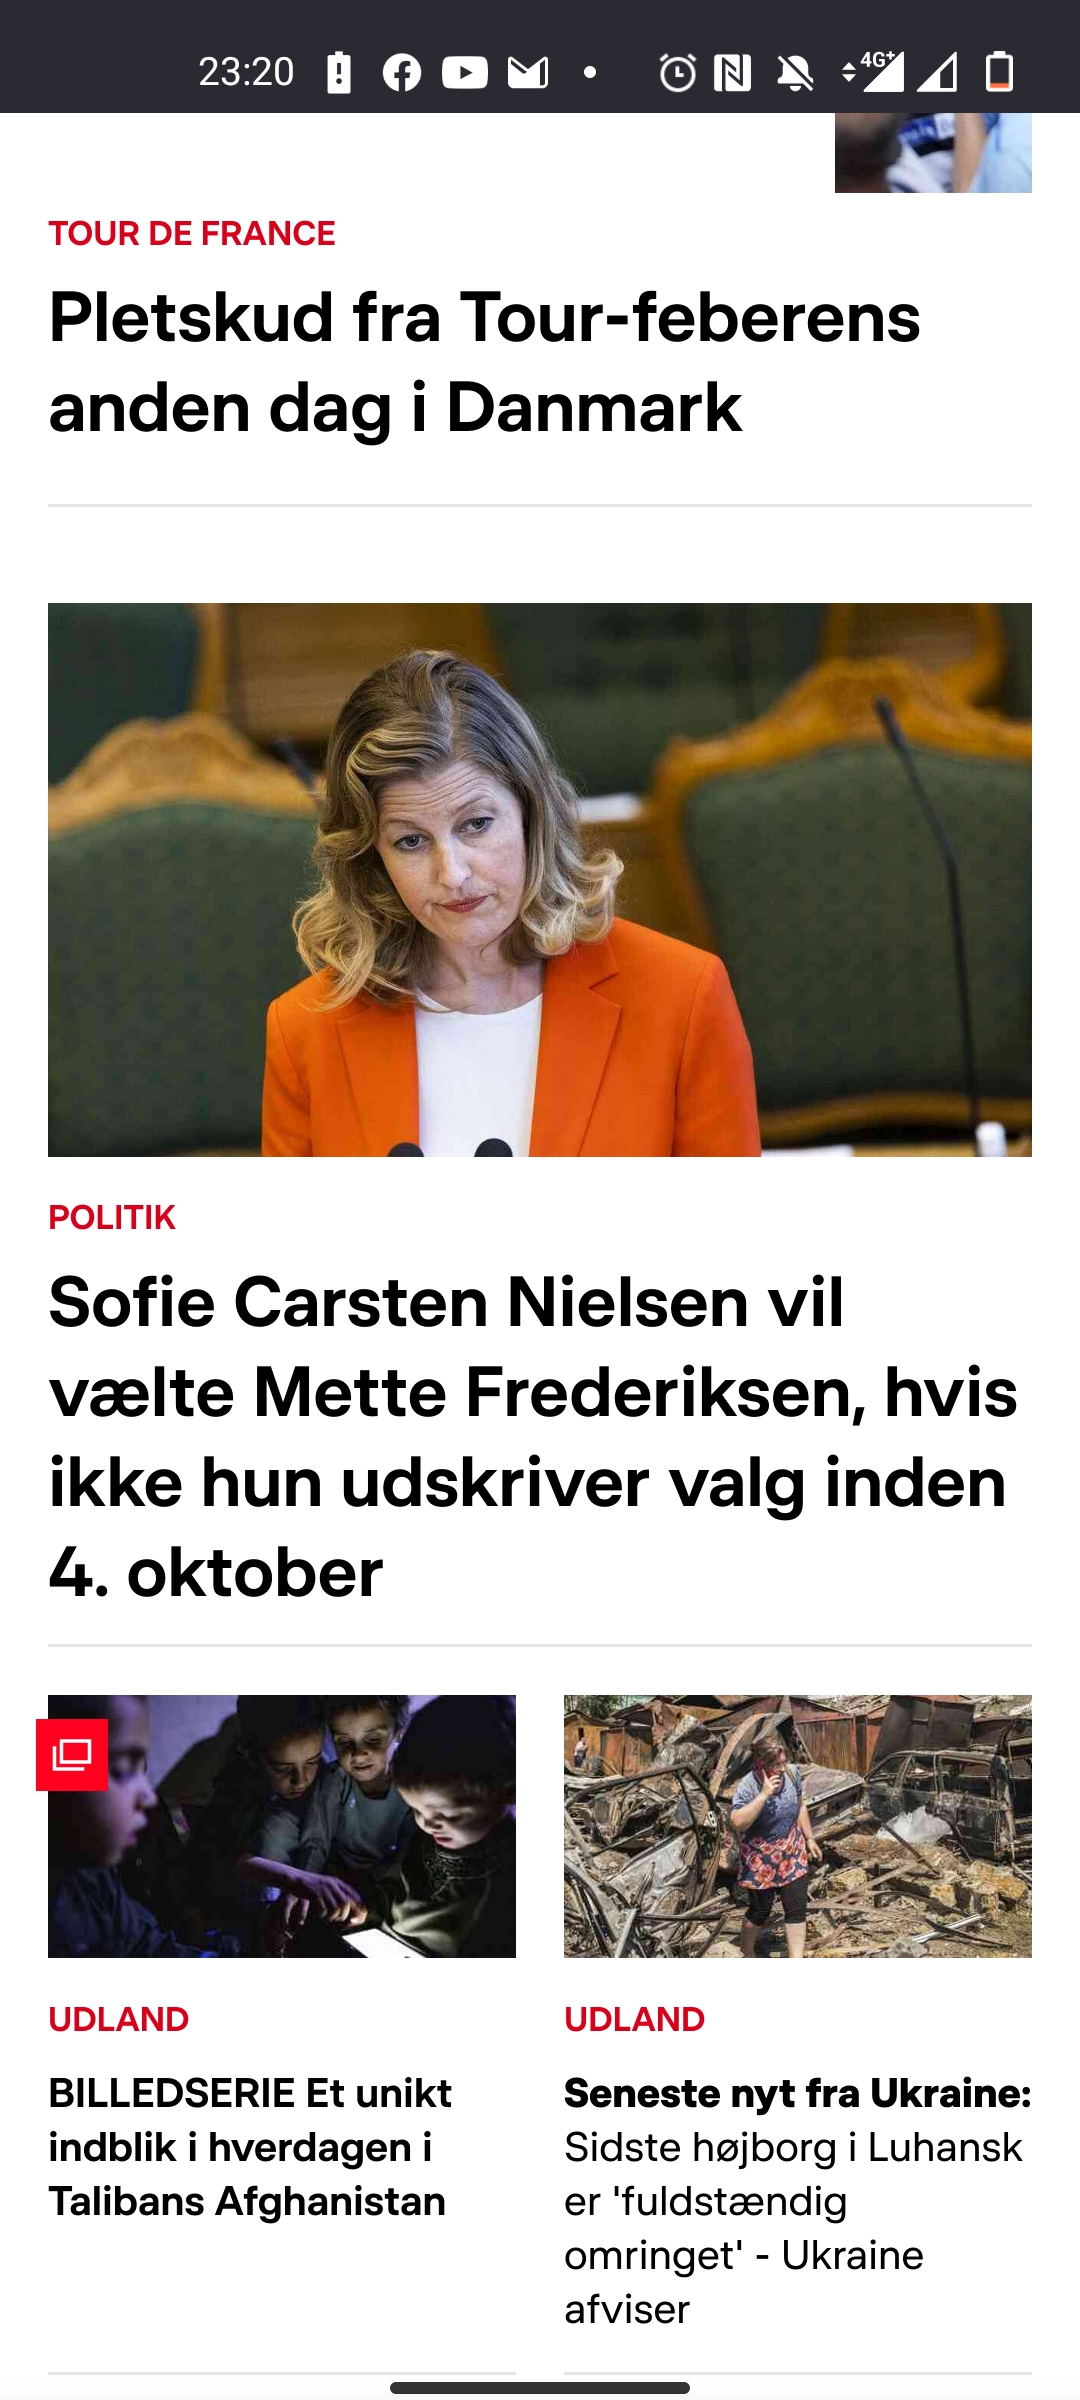 23:20
4G+
TOUR DE FRANCE
Pletskud fra Tour-feberens
anden dag i Danmark
POLITIK
Sofie Carsten Nielsen vil
vælte Mette Frederiksen, hvis
ikke hun udskriver valg inden
4. oktober
UDLAND
BILLEDSERIE Et unikt
indblik i hverdagen i
Talibans Afghanistan
UDLAND
Seneste nyt fra Ukraine:
Sidste højborg i Luhansk
er 'fuldstændig
omringet' - Ukraine
afviser